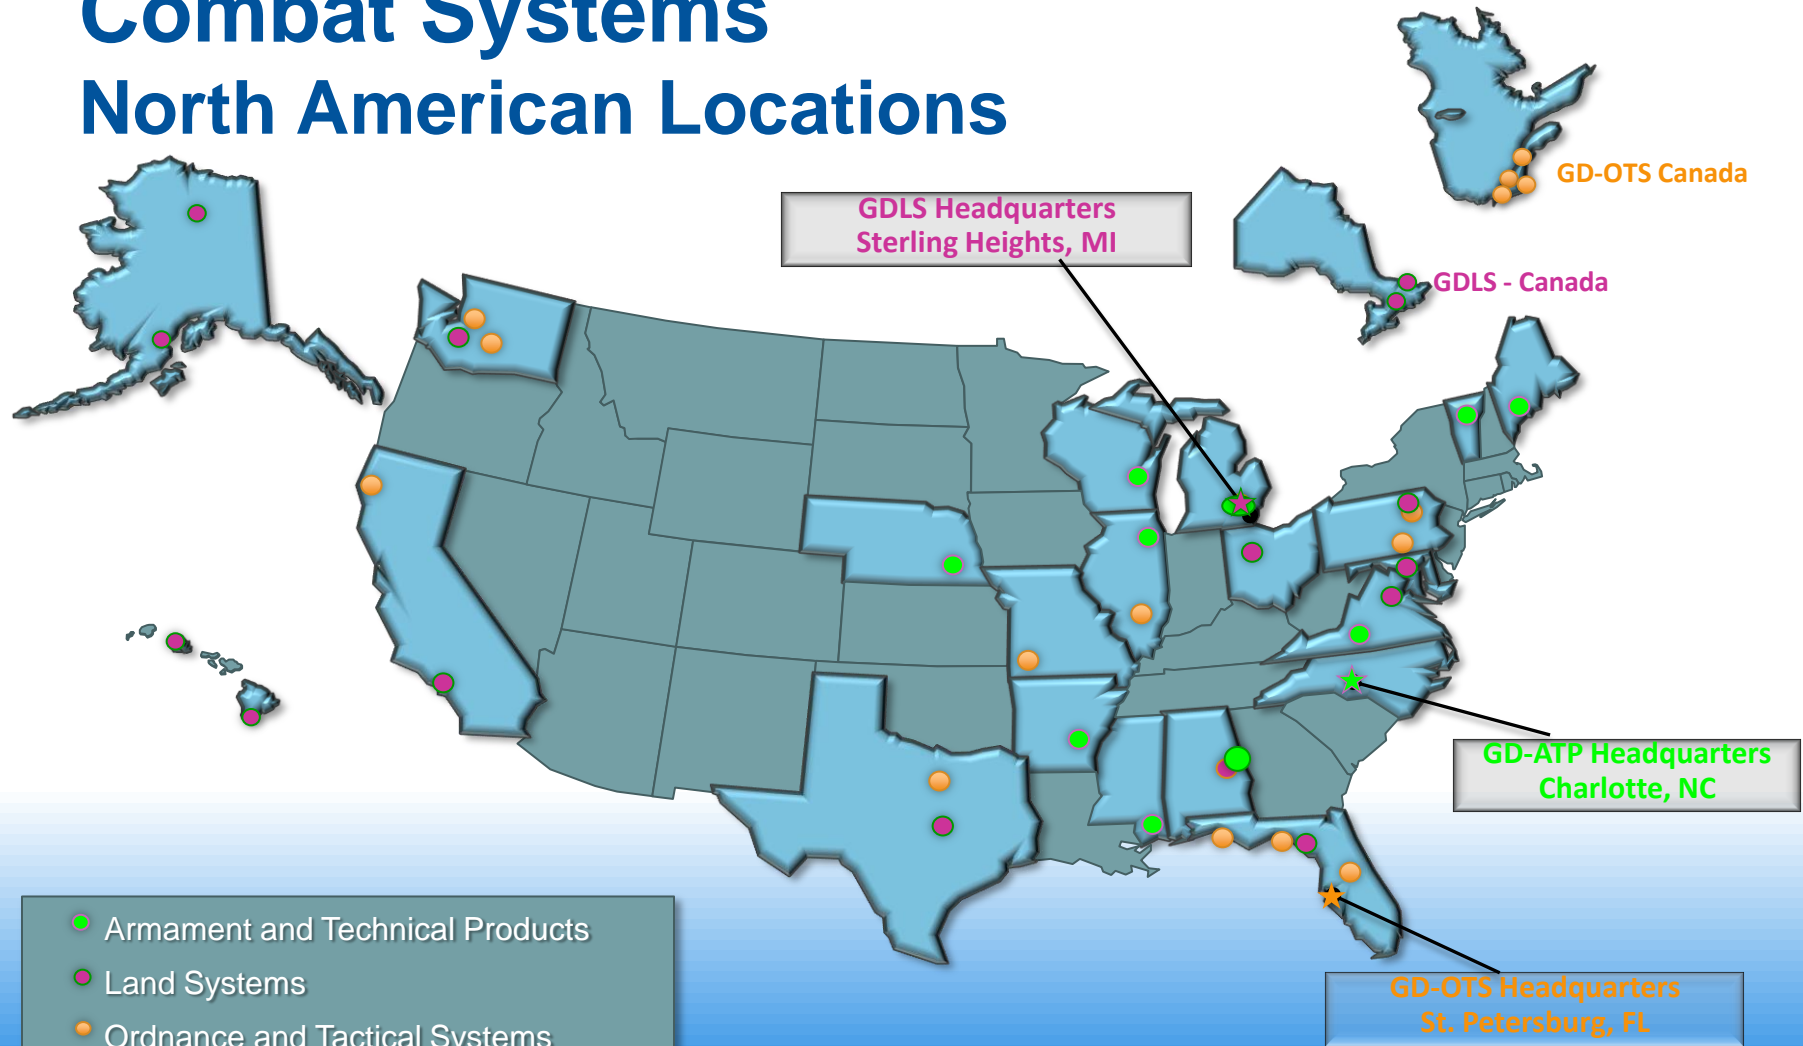 Combat Systems
North American Locations
GD-OTS Canada
GDLS Headquarters
Sterling Heights, MI
GDLS - Canada
GD-ATP Headquarters
Charlotte, NC
Armament and Technical Products
Land Systems
Ordnance and Tactical Systems
GD-OTS Headquarters
St. Petersburg, FL